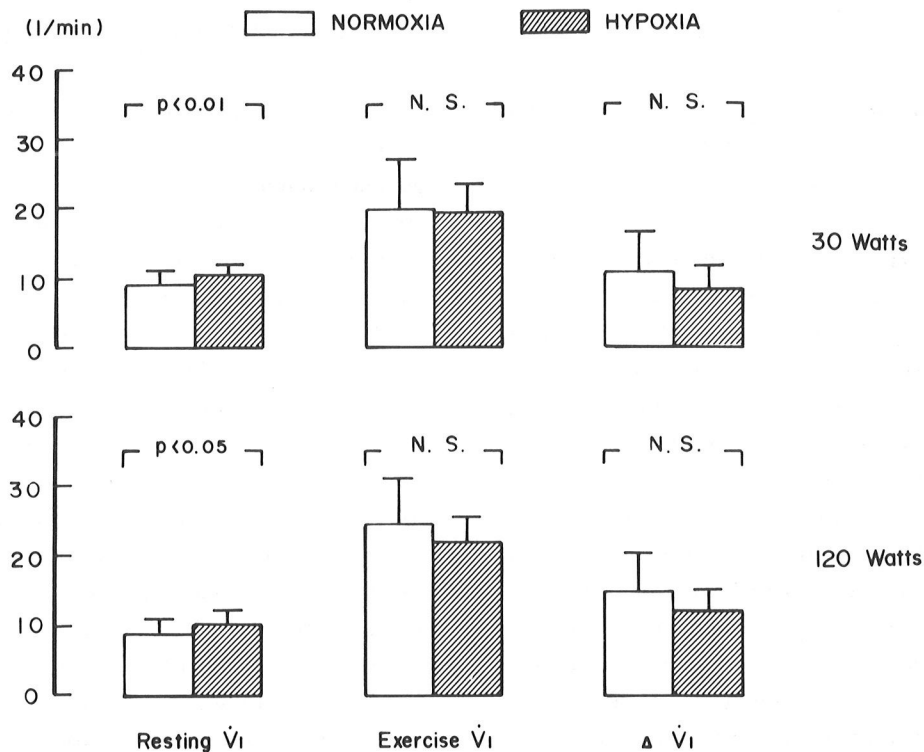 (l/min) NORMOXIA HYPOXIA
40
p<0.01 N. S. N. S.
30
20
30 Watts
10
0
40
p<0.05 N. S. N. S.
30
20
120 Watts
10
0
Resting V̇I Exercise V̇I Δ V̇I